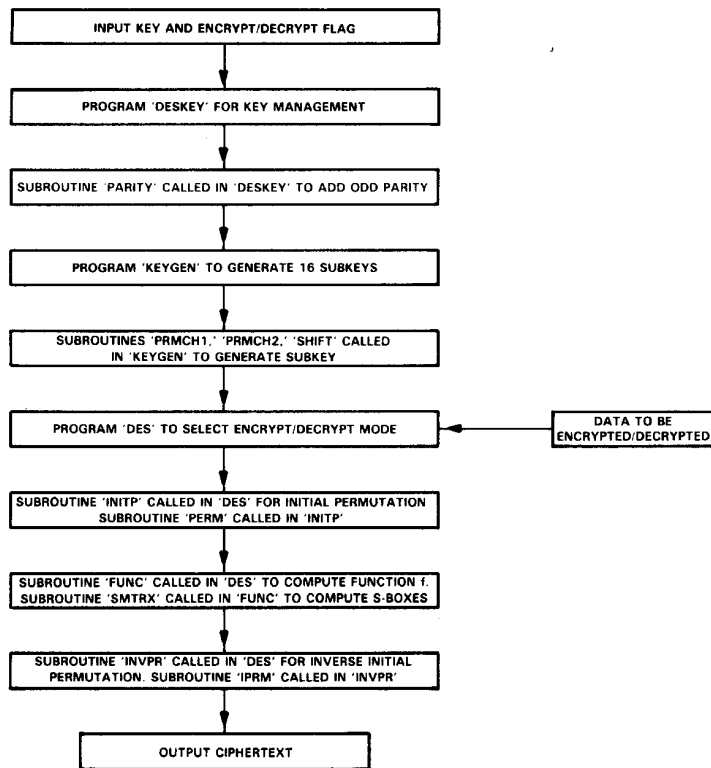 INPUT KEY AND ENCRYPT/DECRYPT FLAG
PROGRAM 'DESKEY' FOR KEY MANAGEMENT
SUBROUTINE 'PARITY' CALLED IN 'DESKEY' TO ADD ODD PARITY
PROGRAM 'KEYGEN' TO GENERATE 16 SUBKEYS
SUBROUTINES 'PRMCH1,' 'PRMCH2,' 'SHIFT' CALLED
IN 'KEYGEN' TO GENERATE SUBKEY
PROGRAM 'DES' TO SELECT ENCRYPT/DECRYPT MODE
DATA TO BE
ENCRYPTED/DECRYPTED
SUBROUTINE 'INITP' CALLED IN 'DES' FOR INITIAL PERMUTATION
SUBROUTINE 'PERM' CALLED IN 'INITP'
SUBROUTINE 'FUNC' CALLED IN 'DES' TO COMPUTE FUNCTION f.
SUBROUTINE 'SMTRX' CALLED IN 'FUNC' TO COMPUTE S-BOXES
SUBROUTINE 'INVPR' CALLED IN 'DES' FOR INVERSE INITIAL
PERMUTATION. SUBROUTINE 'IPRM' CALLED IN 'INVPR'
OUTPUT CIPHERTEXT